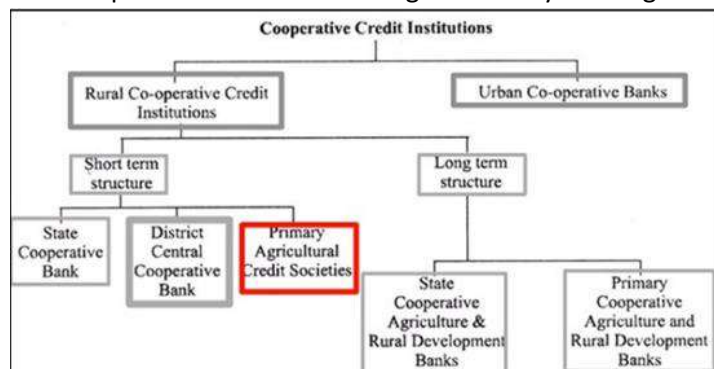 Cooperative Credit Institutions
Rural Co-operative Credit
Institutions
Urban Co-operative Banks
Short term
structure
Long term
structure
State
Cooperative
Bank
District
Central
Cooperative
Bank
Primary
Agricultural
Credit Societies
State
Cooperative
Agriculture &
Rural Development
Banks
Primary
Cooperative
Agriculture and
Rural Development
Banks